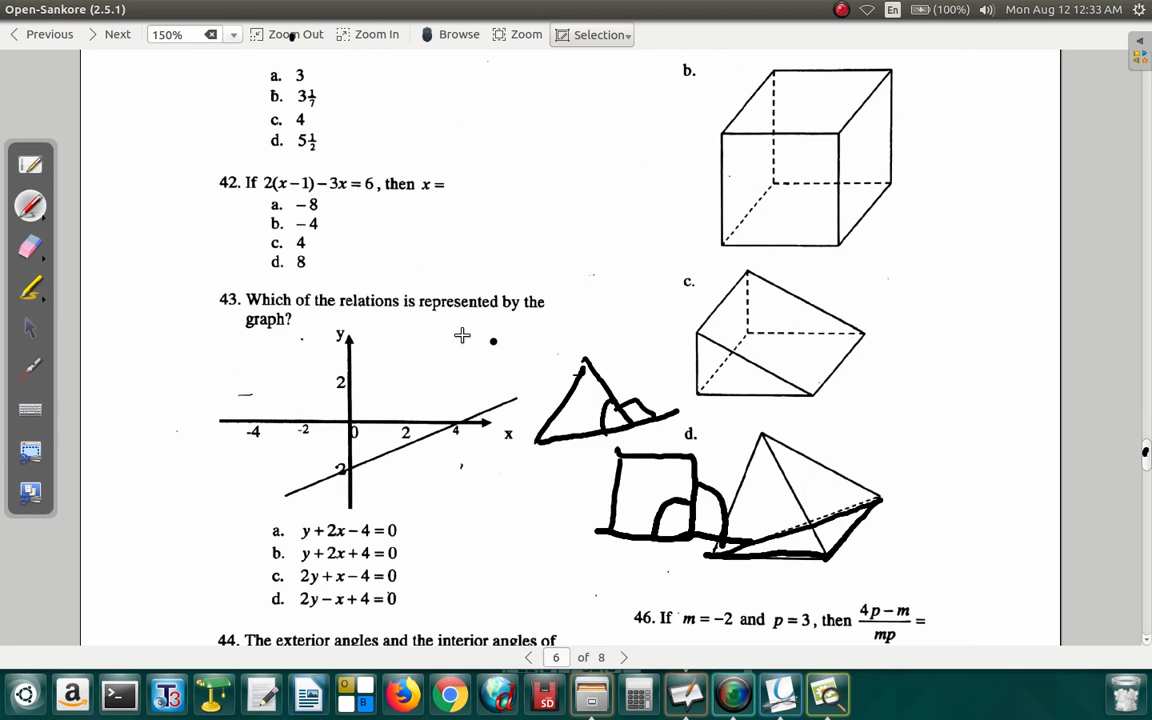 Open-Sankore (2.5.1)
En
(100%)
Mon Aug 12 12:33 AM
Previous
Next
150%
Zoom Out
Zoom In
Browse
Zoom
Selection
a. 3
b. 3 1/7
c. 4
d. 5 1/2
42. If 2(x−1)−3x=6, then x=
a. −8
b. −4
c. 4
d. 8
43. Which of the relations is represented by the
graph?
y
2
-4 -2 0 2 4
x
-2
a. y+2x−4=0
b. y+2x+4=0
c. 2y+x−4=0
d. 2y−x+4=0
44. The exterior angles and the interior angles of
b.
c.
d.
46. If m=−2 and p=3, then (4p−m)/mp =
6 of 8
T3
SD